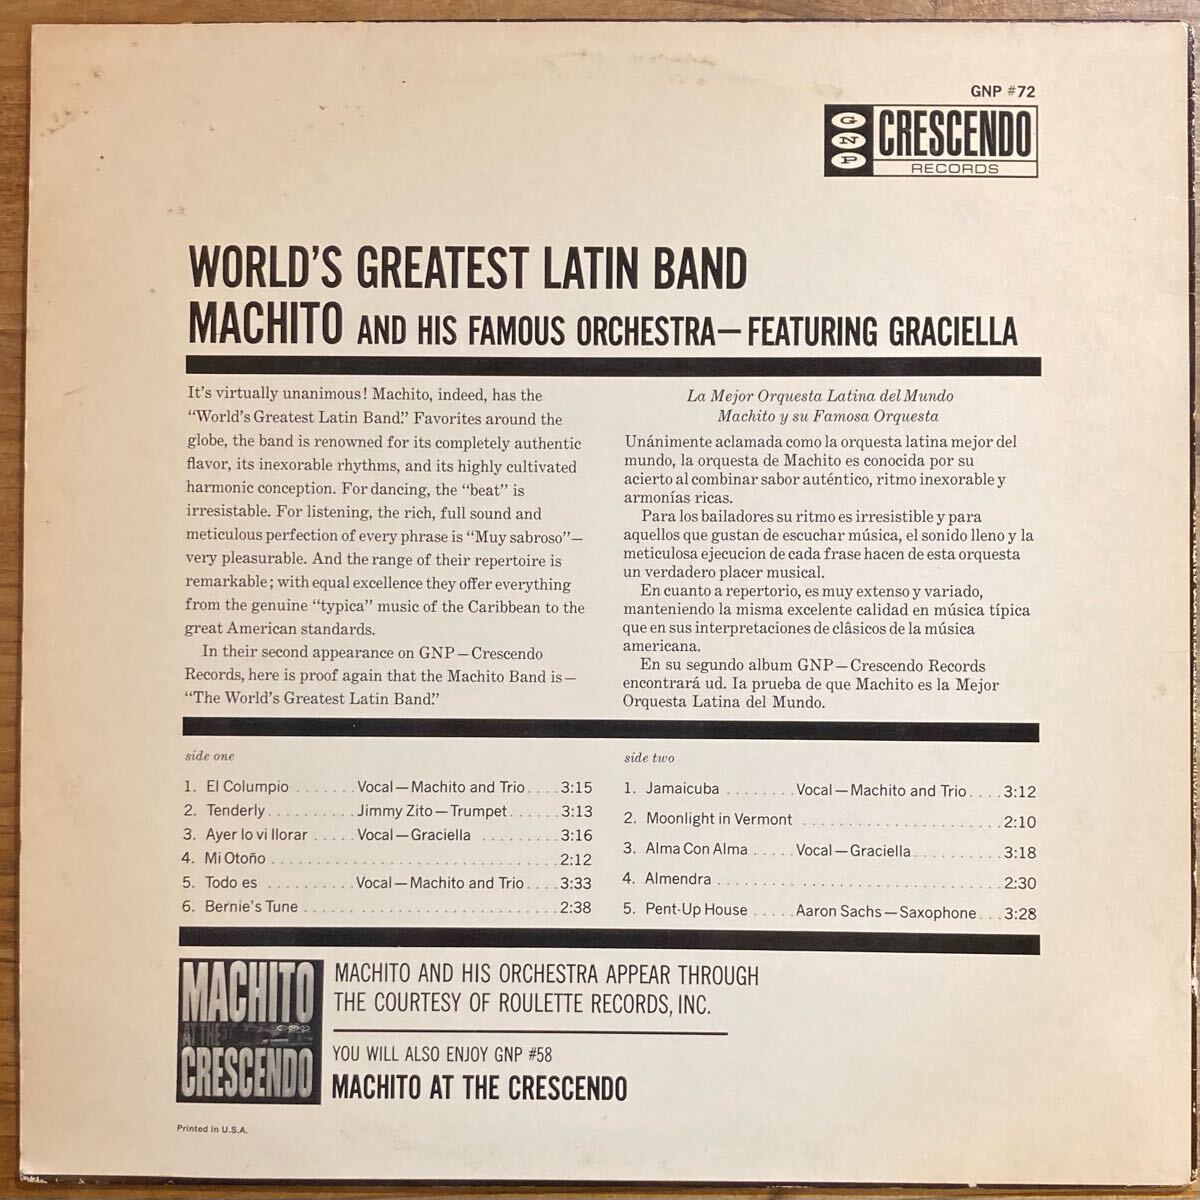 GNP #72
GNP CRESCENDO
RECORDS
WORLD'S GREATEST LATIN BAND
MACHITO AND HIS FAMOUS ORCHESTRA—FEATURING GRACIELLA
It's virtually unanimous! Machito, indeed, has the
"World's Greatest Latin Band." Favorites around the
globe, the band is renowned for its completely authentic
flavor, its inexorable rhythms, and its highly cultivated
harmonic conception. For dancing, the "beat" is
irresistable. For listening, the rich, full sound and
meticulous perfection of every phrase is "Muy sabroso"—
very pleasurable. And the range of their repertoire is
remarkable; with equal excellence they offer everything
from the genuine "typica" music of the Caribbean to the
great American standards.
In their second appearance on GNP—Crescendo
Records, here is proof again that the Machito Band is—
"The World's Greatest Latin Band."
La Mejor Orquesta Latina del Mundo
Machito y su Famosa Orquesta
Unánimente aclamada como la orquesta latina mejor del
mundo, la orquesta de Machito es conocida por su
acierto al combinar sabor auténtico, ritmo inexorable y
armonías ricas.
Para los bailadores su ritmo es irresistible y para
aquellos que gustan de escuchar música, el sonido lleno y la
meticulosa ejecucion de cada frase hacen de esta orquesta
un verdadero placer musical.
En cuanto a repertorio, es muy extenso y variado,
manteniendo la misma excelente calidad en música típica
que en sus interpretaciones de clâsicos de la música
americana.
En su segundo album GNP—Crescendo Records
encontrará ud. Ia prueba de que Machito es la Mejor
Orquesta Latina del Mundo.
side one
1. El Columpio ....... Vocal—Machito and Trio .... 3:15
2. Tenderly .......... Jimmy Zito—Trumpet ...... 3:13
3. Ayer lo vi llorar ..... Vocal—Graciella ......... 3:16
4. Mi Otoño .............................. 2:12
5. Todo es .......... Vocal—Machito and Trio .... 3:33
6. Bernie's Tune ........................... 2:38
side two
1. Jamaicuba ........ Vocal—Machito and Trio .... 3:12
2. Moonlight in Vermont ..................... 2:10
3. Alma Con Alma ..... Vocal—Graciella .......... 3:18
4. Almendra .............................. 2:30
5. Pent-Up House ..... Aaron Sachs—Saxophone ... 3:28
MACHITO
AT THE
CRESCENDO
MACHITO AND HIS ORCHESTRA APPEAR THROUGH
THE COURTESY OF ROULETTE RECORDS, INC.
YOU WILL ALSO ENJOY GNP #58
MACHITO AT THE CRESCENDO
Printed in U.S.A.